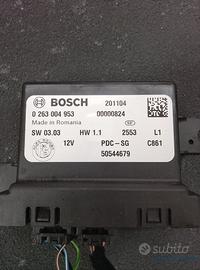 BOSCH 201104
0 263 004 953 00000824
Made in Romania
SW 03.03 HW 1.1 2553 L1
12V PDC-SG C861
50544679
subito